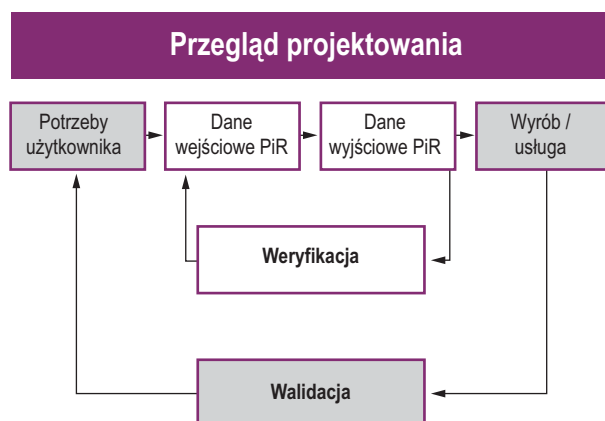 Przegląd projektowania
Potrzeby
użytkownika
Dane
wejściowe PiR
Dane
wyjściowe PiR
Wyrób /
usługa
Weryfikacja
Walidacja